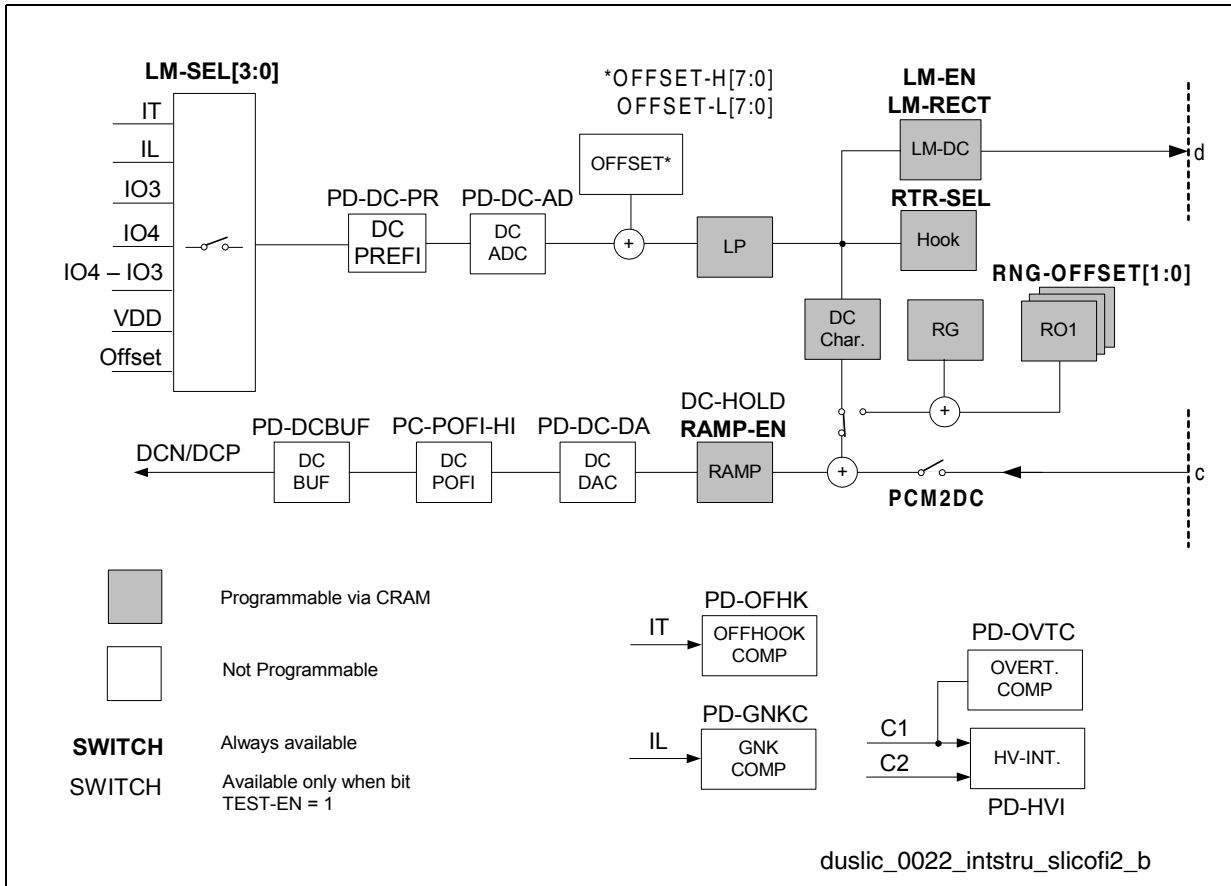 LM-SEL[3:0]
IT
IL
IO3
IO4
IO4 – IO3
VDD
Offset
PD-DC-PR
DC
PREFI
PD-DC-AD
DC
ADC
*OFFSET-H[7:0]
OFFSET-L[7:0]
OFFSET*
+
LP
LM-EN
LM-RECT
LM-DC
d
RTR-SEL
Hook
RNG-OFFSET[1:0]
DC
Char.
RG
RO1
+
DCN/DCP
PD-DCBUF
DC
BUF
PC-POFI-HI
DC
POFI
PD-DC-DA
DC
DAC
DC-HOLD
RAMP-EN
RAMP
+
PCM2DC
c
Programmable via CRAM
Not Programmable
SWITCH
Always available
SWITCH
Available only when bit
TEST-EN = 1
PD-OFHK
IT
OFFHOOK
COMP
PD-GNKC
IL
GNK
COMP
PD-OVTC
OVERT.
COMP
C1
C2
HV-INT.
PD-HVI
duslic_0022_intstru_slicofi2_b